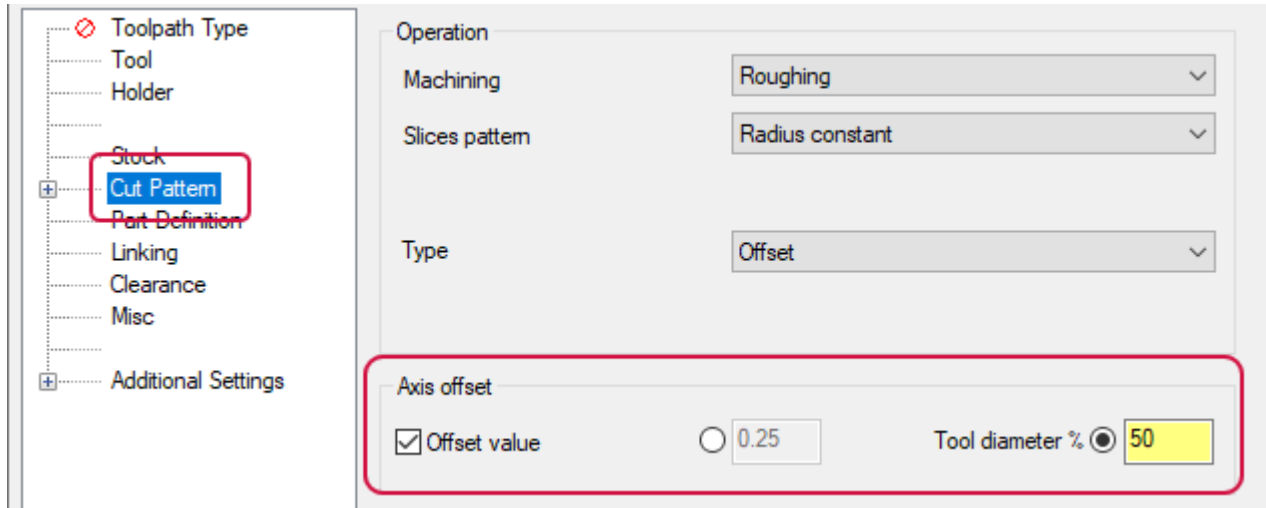 Toolpath Type
Tool
Holder
Stock
Cut Pattern
Part Definition
Linking
Clearance
Misc
Additional Settings
Operation
Machining Roughing
Slices pattern Radius constant
Type Offset
Axis offset
Offset value 0.25 Tool diameter % 50